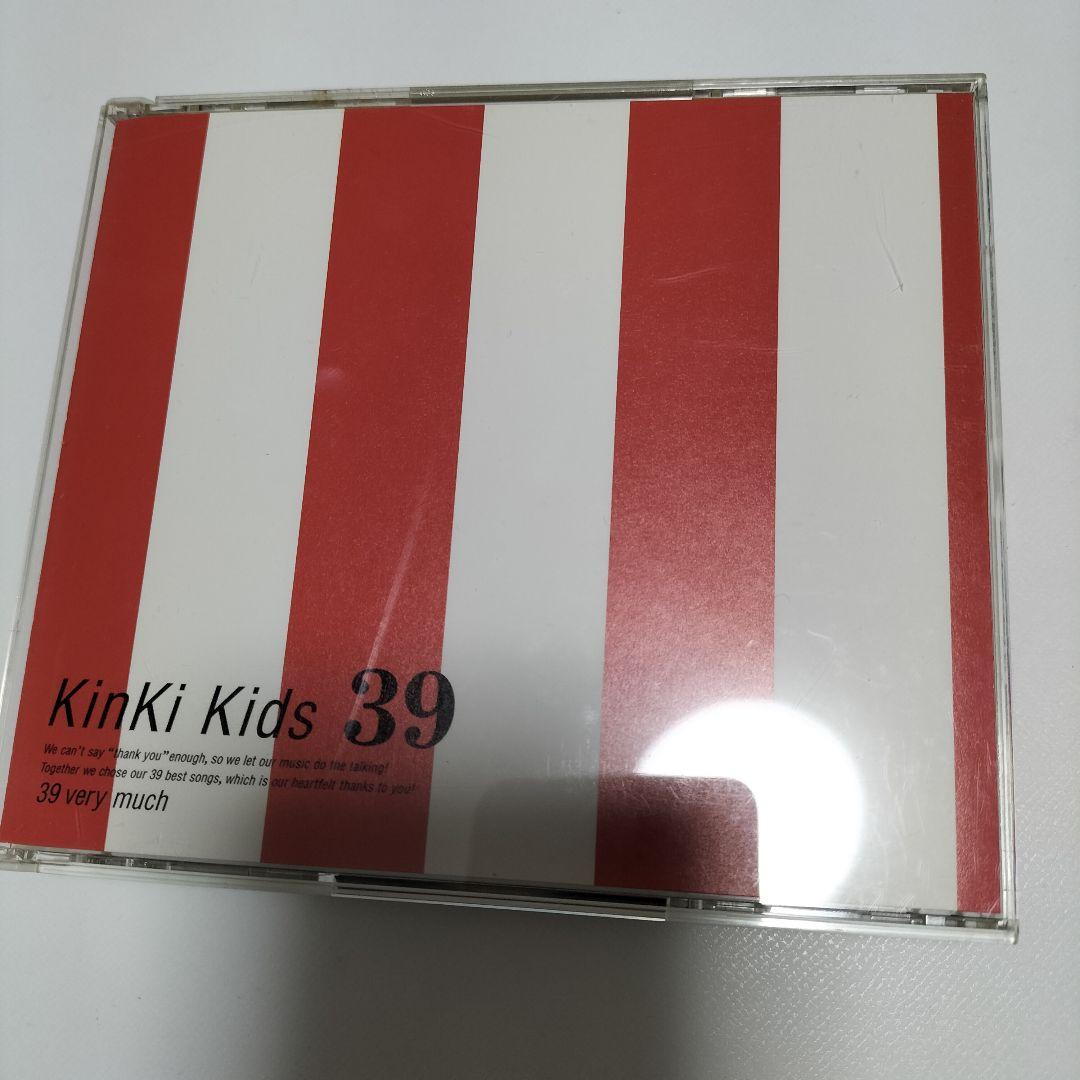 KinKi Kids 39
We can't say "thank you" enough, so we let our music do the talking!
Together we chose our 39 best songs, which is our heartfelt thanks to you!
39 very much